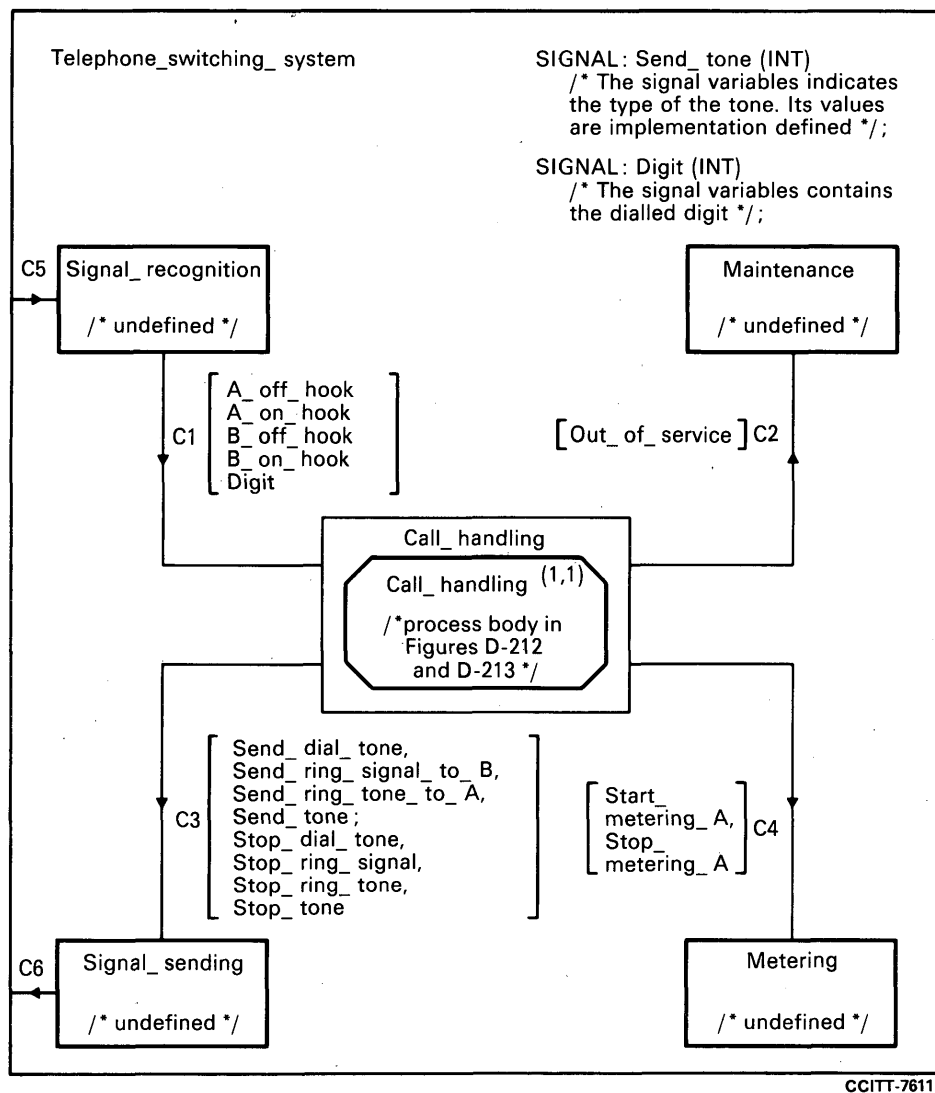 Telephone_switching_ system
SIGNAL: Send_ tone (INT)
/* The signal variables indicates
the type of the tone. Its values
are implementation defined */;
SIGNAL: Digit (INT)
/* The signal variables contains
the dialled digit */;
C5
Signal_ recognition
/* undefined */
Maintenance
/* undefined */
C1
A_ off_ hook
A_ on_ hook
B_ off_ hook
B_ on_ hook
Digit
[Out_ of_ service] C2
Call_ handling
Call_ handling (1,1)
/*process body in
Figures D-212
and D-213 */
C3
Send_ dial_ tone,
Send_ ring_ signal_ to_ B,
Send_ ring_ tone_ to_ A,
Send_ tone;
Stop_ dial_ tone,
Stop_ ring_ signal,
Stop_ ring_ tone,
Stop_ tone
Start_
metering_ A,
Stop_
metering_ A
C4
C6
Signal_ sending
/* undefined */
Metering
/* undefined */
CCITT-7611